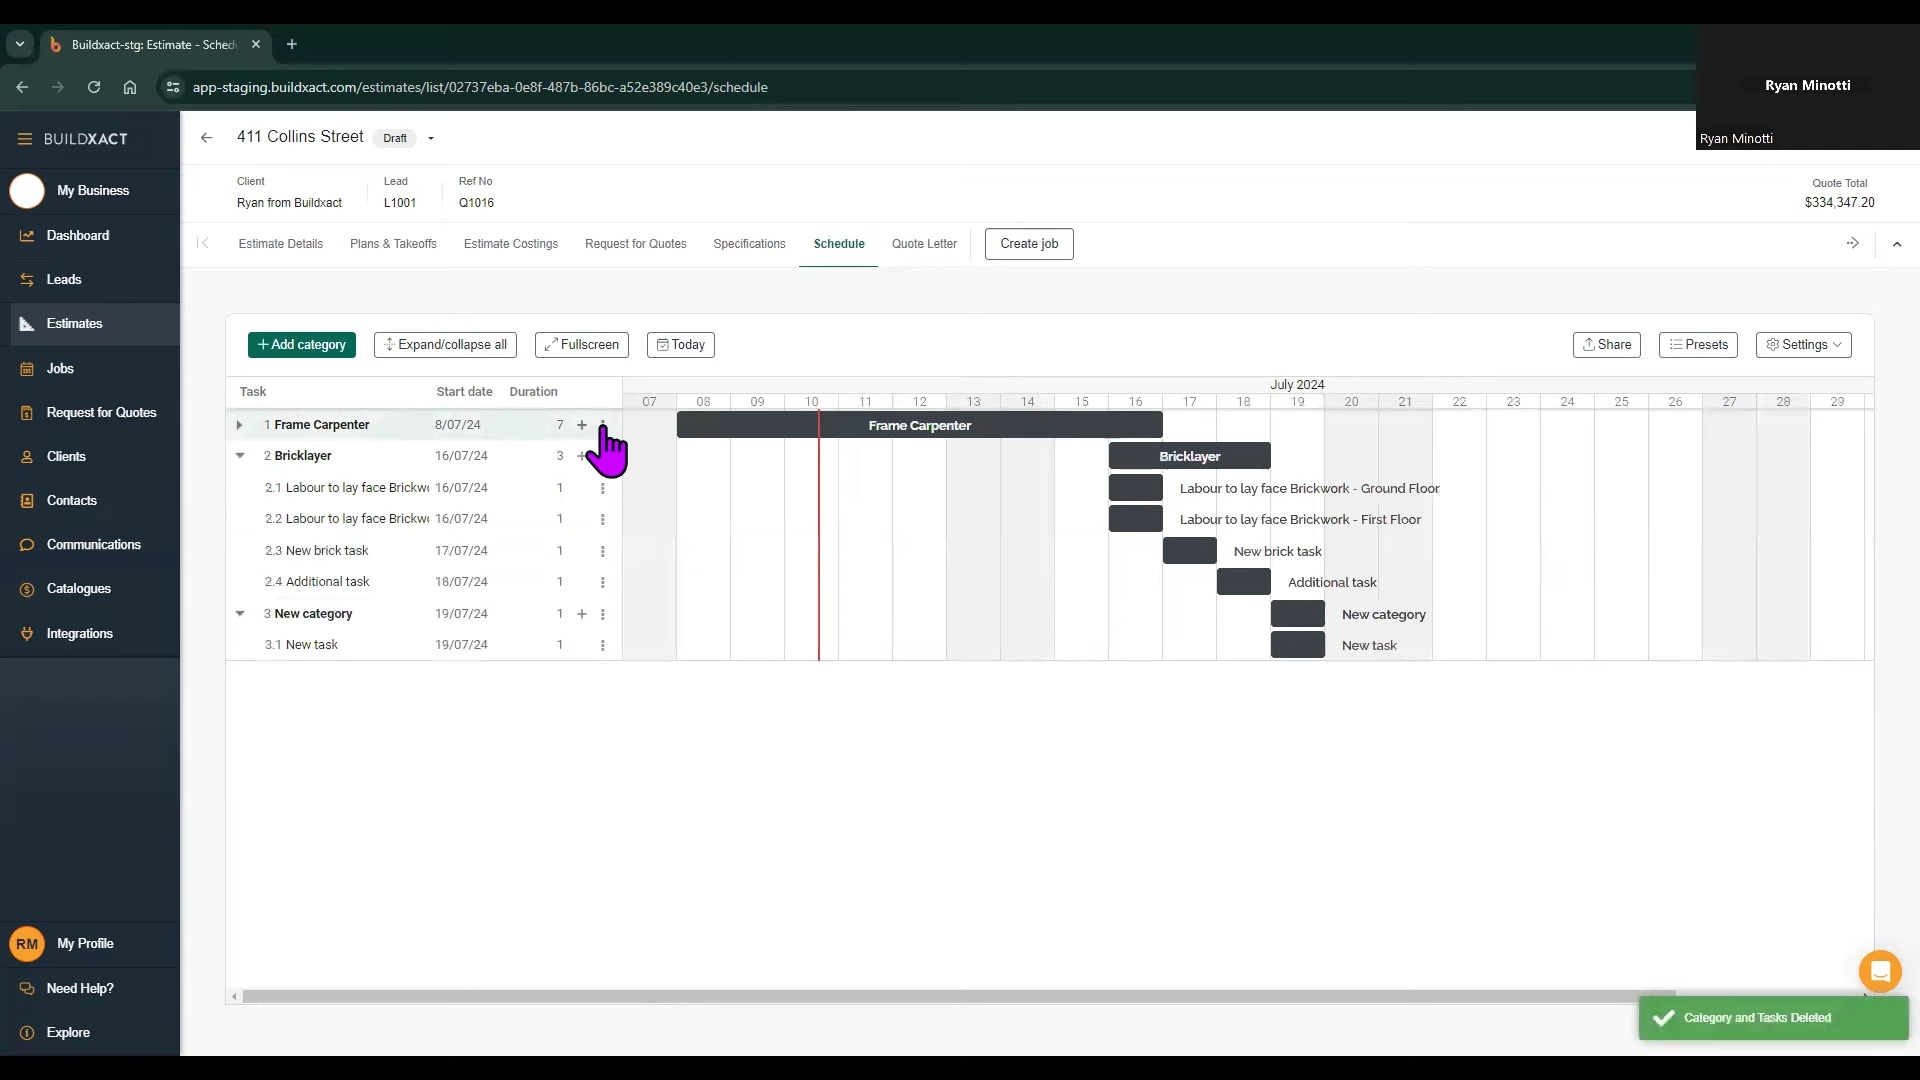 Buildxact-stg: Estimate - Sched
app-staging.buildxact.com/estimates/list/02737eba-0e8f-487b-86bc-a52e389c40e3/schedule
Ryan Minotti
Ryan Minotti
BUILDXACT
My Business
Dashboard
Leads
Estimates
Jobs
Request for Quotes
Clients
Contacts
Communications
Catalogues
Integrations
RM My Profile
Need Help?
Explore
411 Collins Street Draft
Client Lead Ref No
Ryan from Buildxact L1001 Q1016
Quote Total
$334,347.20
Estimate Details Plans & Takeoffs Estimate Costings Request for Quotes Specifications Schedule Quote Letter Create job
+ Add category Expand/collapse all Fullscreen Today Share Presets Settings
Task Start date Duration
July 2024
07 08 09 10 11 12 13 14 15 16 17 18 19 20 21 22 23 24 25 26 27 28 29
1 Frame Carpenter 8/07/24 7 + Frame Carpenter
2 Bricklayer 16/07/24 3 + Bricklayer
2.1 Labour to lay face Brickwo 16/07/24 1 Labour to lay face Brickwork - Ground Floor
2.2 Labour to lay face Brickwo 16/07/24 1 Labour to lay face Brickwork - First Floor
2.3 New brick task 17/07/24 1 New brick task
2.4 Additional task 18/07/24 1 Additional task
3 New category 19/07/24 1 + New category
3.1 New task 19/07/24 1 New task
Category and Tasks Deleted